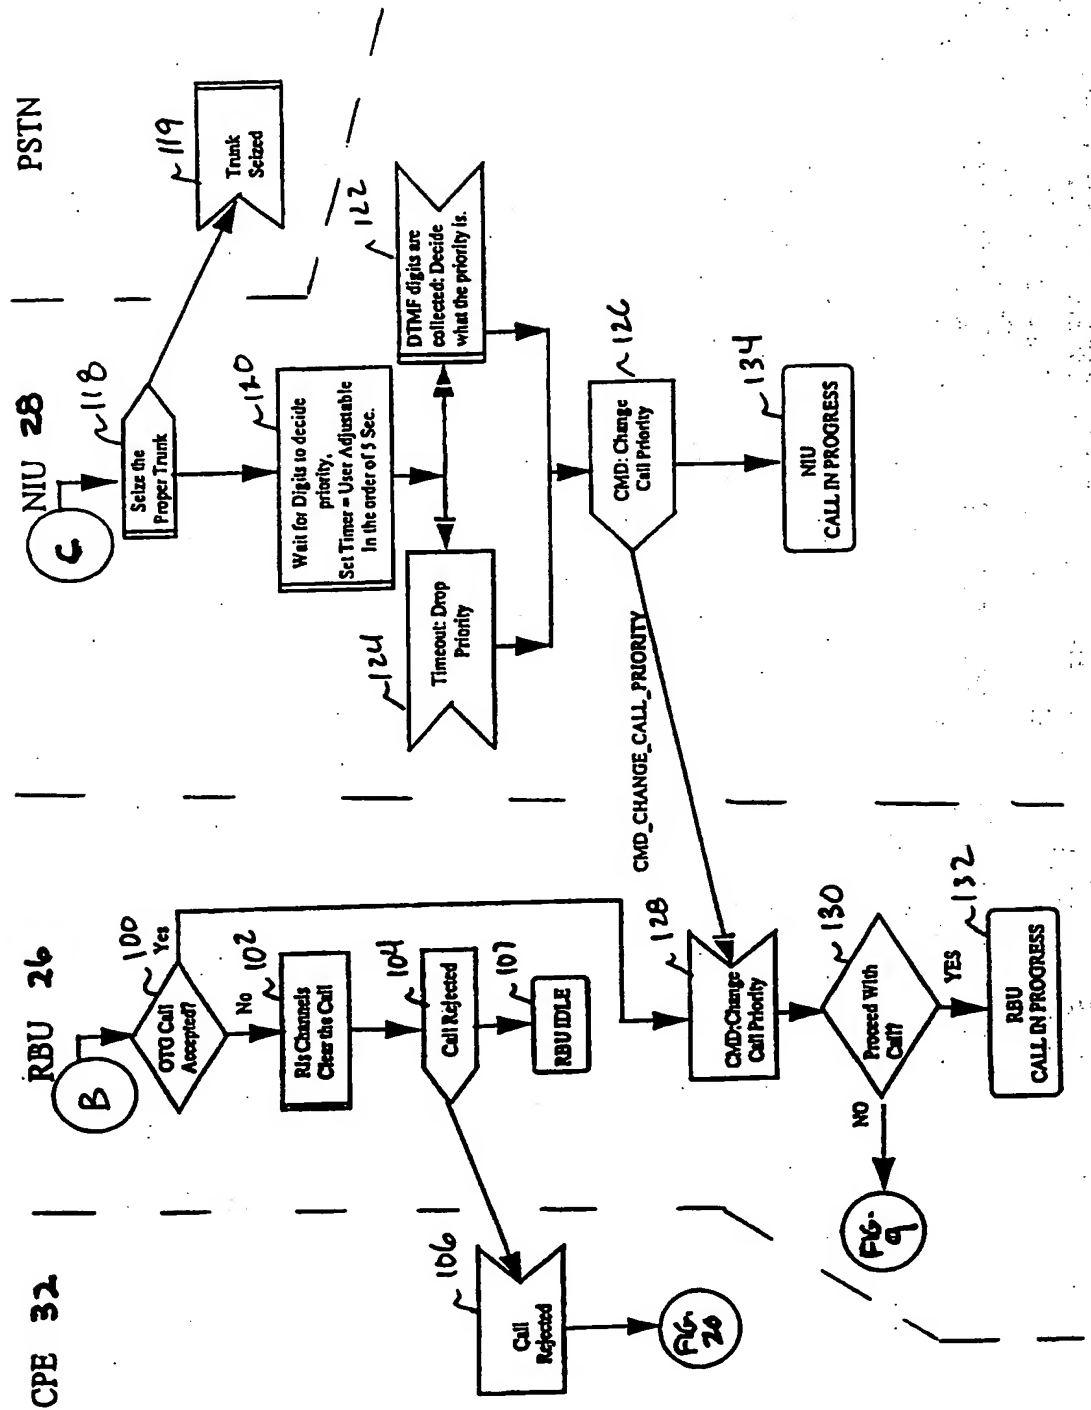 CPE 32
RBU 26
NIU 28
PSTN
B
C
OTG Call
Accepted?
100
Yes
No
102
Rls Channels
Clear the Call
104
Call Rejected
107
RBU IDLE
106
Call
Rejected
FIG.
20
118
Seize the
Proper Trunk
119
Trunk
Seized
120
Wait for Digits to decide
priority,
Set Timer = User Adjustable
In the order of 5 Sec.
122
DTMF digits are
collected: Decide
what the priority is.
124
Timeout: Drop
Priority
126
CMD: Change
Call Priority
CMD_CHANGE_CALL_PRIORITY
128
CMD:Change
Call Priority
130
Proceed With
Call?
NO
YES
FIG.
9
132
RBU
CALL IN PROGRESS
134
NIU
CALL IN PROGRESS